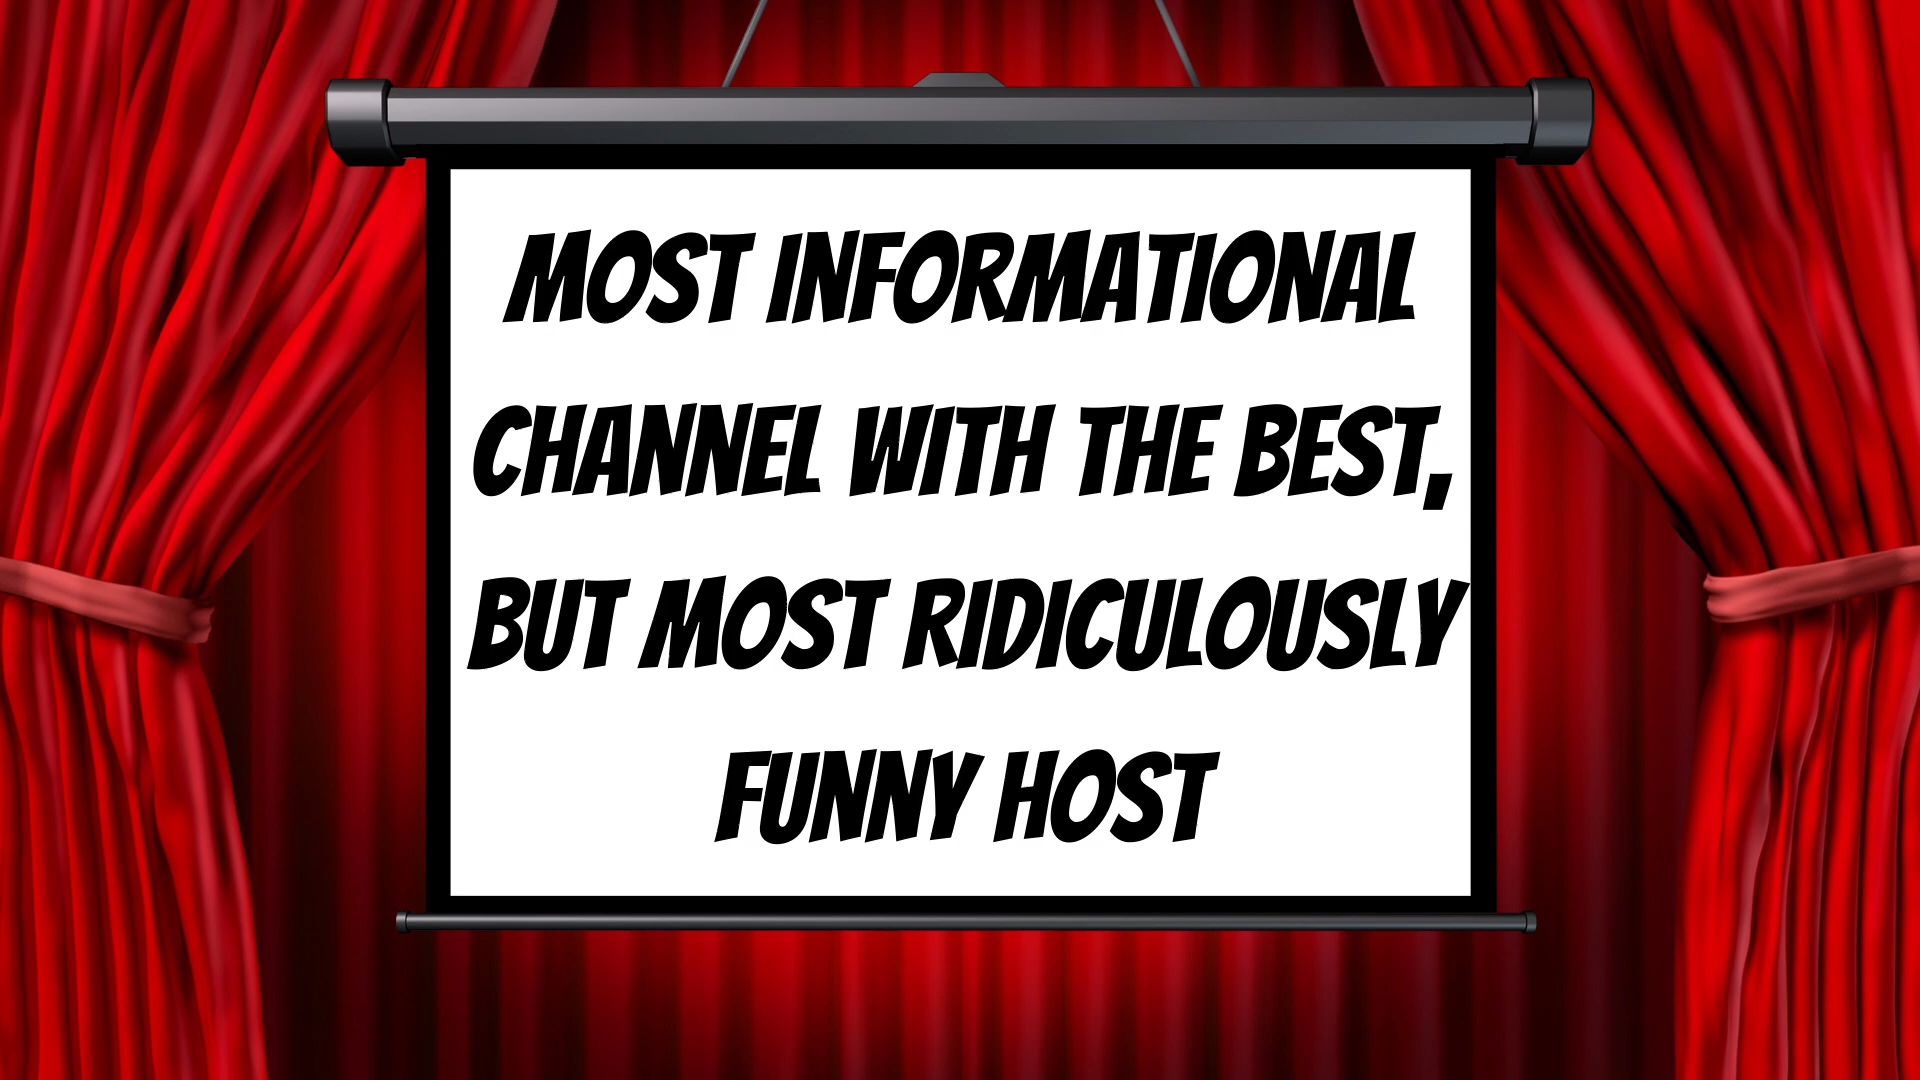 MOST INFORMATIONAL
CHANNEL WITH THE BEST,
BUT MOST RIDICULOUSLY
FUNNY HOST